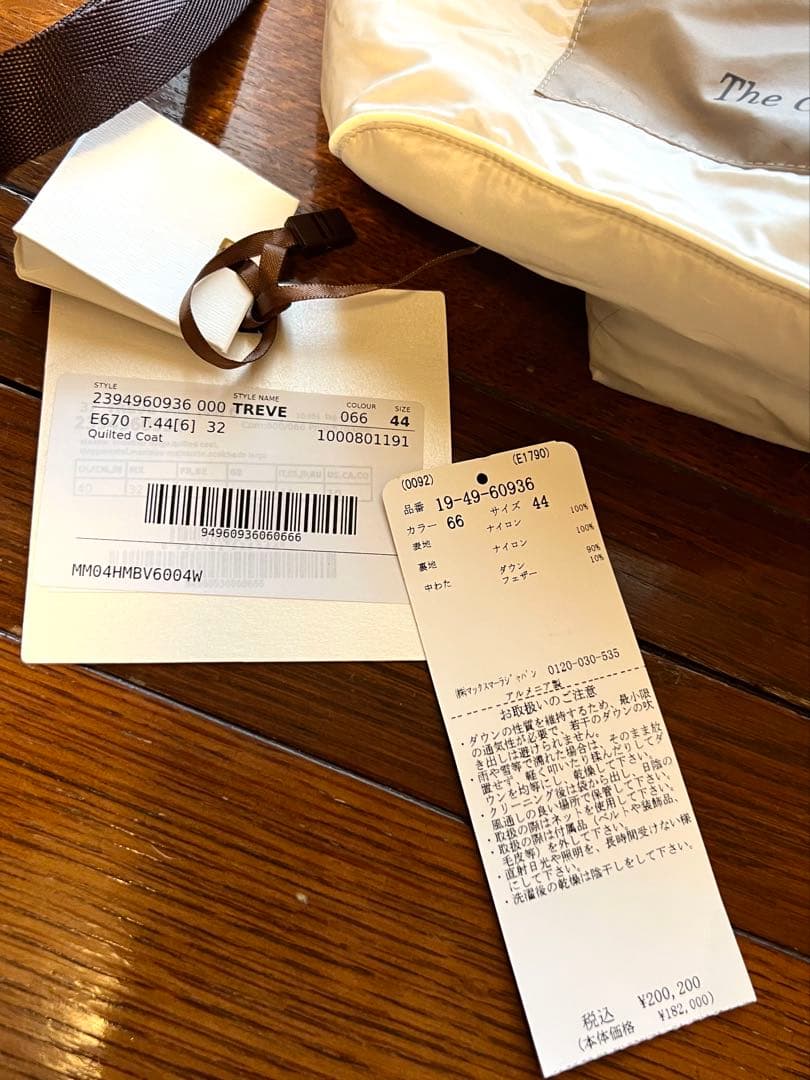 The
STYLE STYLE NAME COLOUR SIZE
2394960936 000 TREVE 066 44
E670 T.44[6] 32 1000801191
Quilted Coat
94960936060666
MM04HMBV6004W
(0092) (E1790)
品番 19-49-60936
カラー 66 サイズ 44
表地 ナイロン 100%
裏地 ナイロン 100%
中わた ダウン 90%
フェザー 10%
㈱マックスマーラジャパン 0120-030-535
アルメニア製
お取扱いのご注意
・ダウンの性質を維持するため、最小限
の通気性が必要で、若干のダウンの吹
き出しは避けられません。
・雨や雪等で濡れた場合は、そのまま放
置せず、軽く叩いたり揉んだりしてダ
ウンを均等にし、乾燥して下さい。
・クリーニング後は袋から出し、日陰の
風通しの良い場所で保管して下さい。
・取扱の際はネットを使用して下さい。
・取扱の際は付属品（ベルトや装飾品、
毛皮等）を外して下さい。
・直射日光や照明を、長時間受けない様
にして下さい。
・洗濯後の乾燥は陰干しをして下さい。
税込 ¥200,200
(本体価格 ¥182,000)